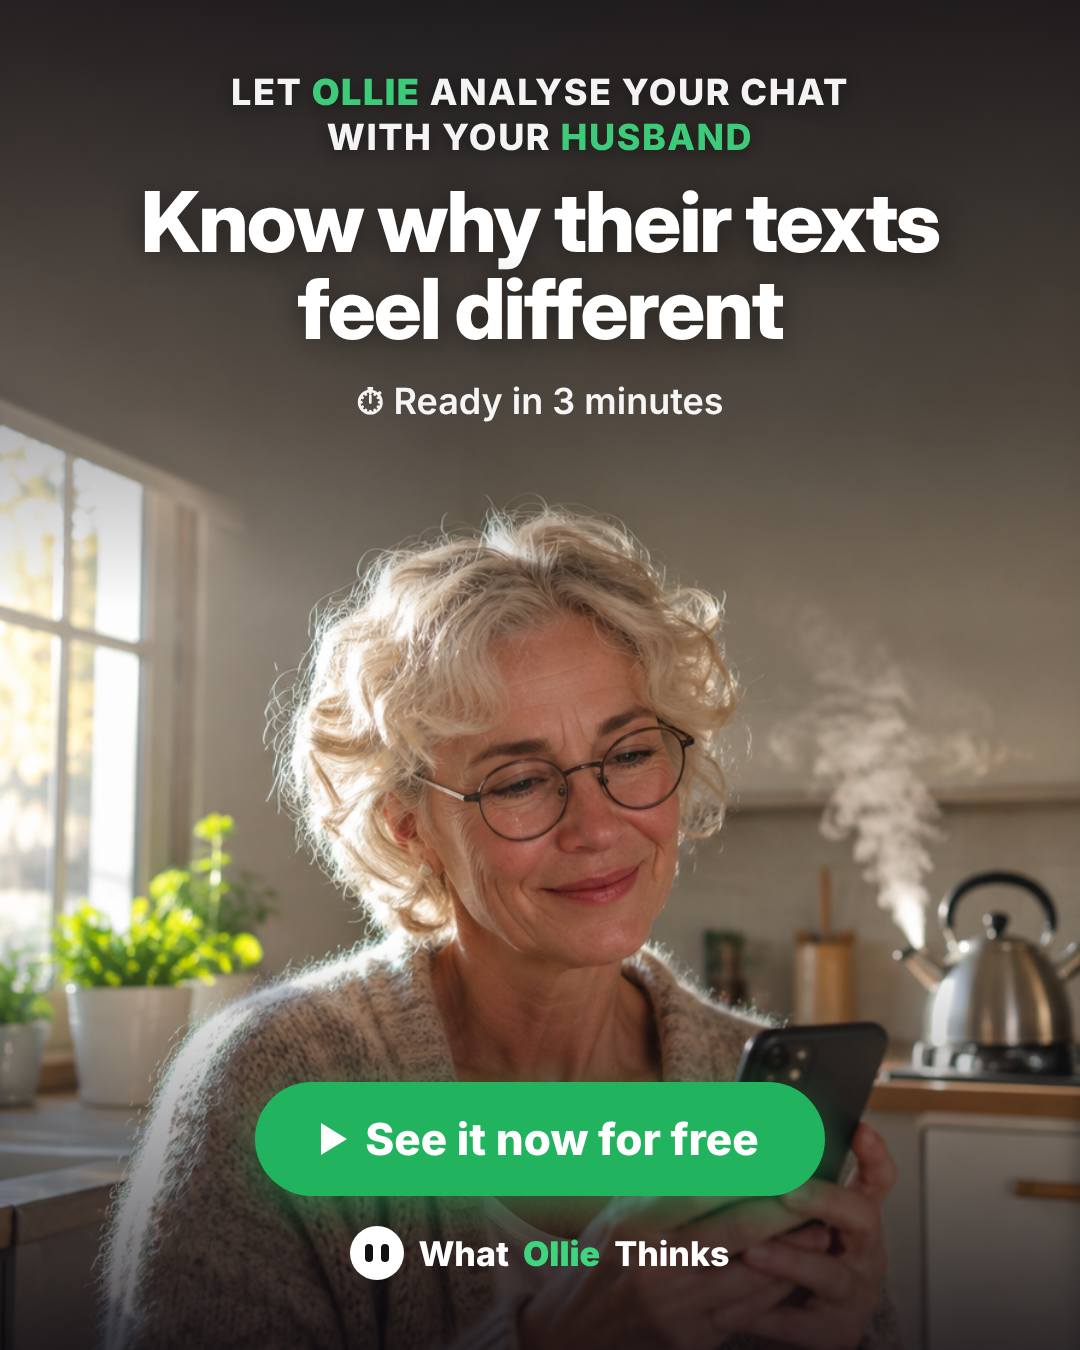 LET OLLIE ANALYSE YOUR CHAT
WITH YOUR HUSBAND
Know why their texts
feel different
⏱ Ready in 3 minutes
▶ See it now for free
What Ollie Thinks